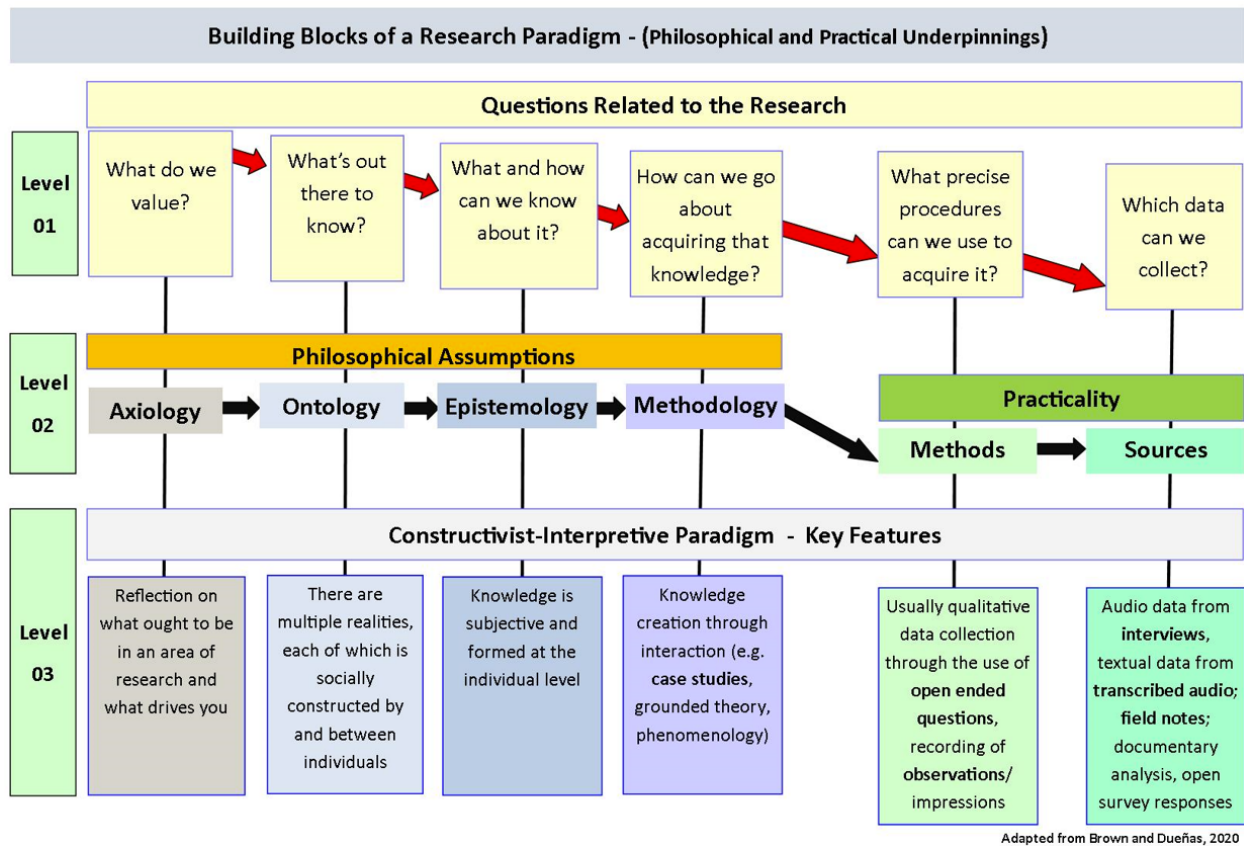 Building Blocks of a Research Paradigm - (Philosophical and Practical Underpinnings)
Questions Related to the Research
Level
01
What do we
value?
What's out
there to
know?
What and how
can we know
about it?
How can we go
about
acquiring that
knowledge?
What precise
procedures
can we use to
acquire it?
Which data
can we
collect?
Level
02
Philosophical Assumptions
Axiology
Ontology
Epistemology
Methodology
Practicality
Methods
Sources
Level
03
Constructivist-Interpretive Paradigm - Key Features
Reflection on
what ought to be
in an area of
research and
what drives you
There are
multiple realities,
each of which is
socially
constructed by
and between
individuals
Knowledge is
subjective and
formed at the
individual level
Knowledge
creation through
interaction (e.g.
case studies,
grounded theory,
phenomenology)
Usually qualitative
data collection
through the use of
open ended
questions,
recording of
observations/
impressions
Audio data from
interviews,
textual data from
transcribed audio;
field notes;
documentary
analysis, open
survey responses
Adapted from Brown and Dueñas, 2020